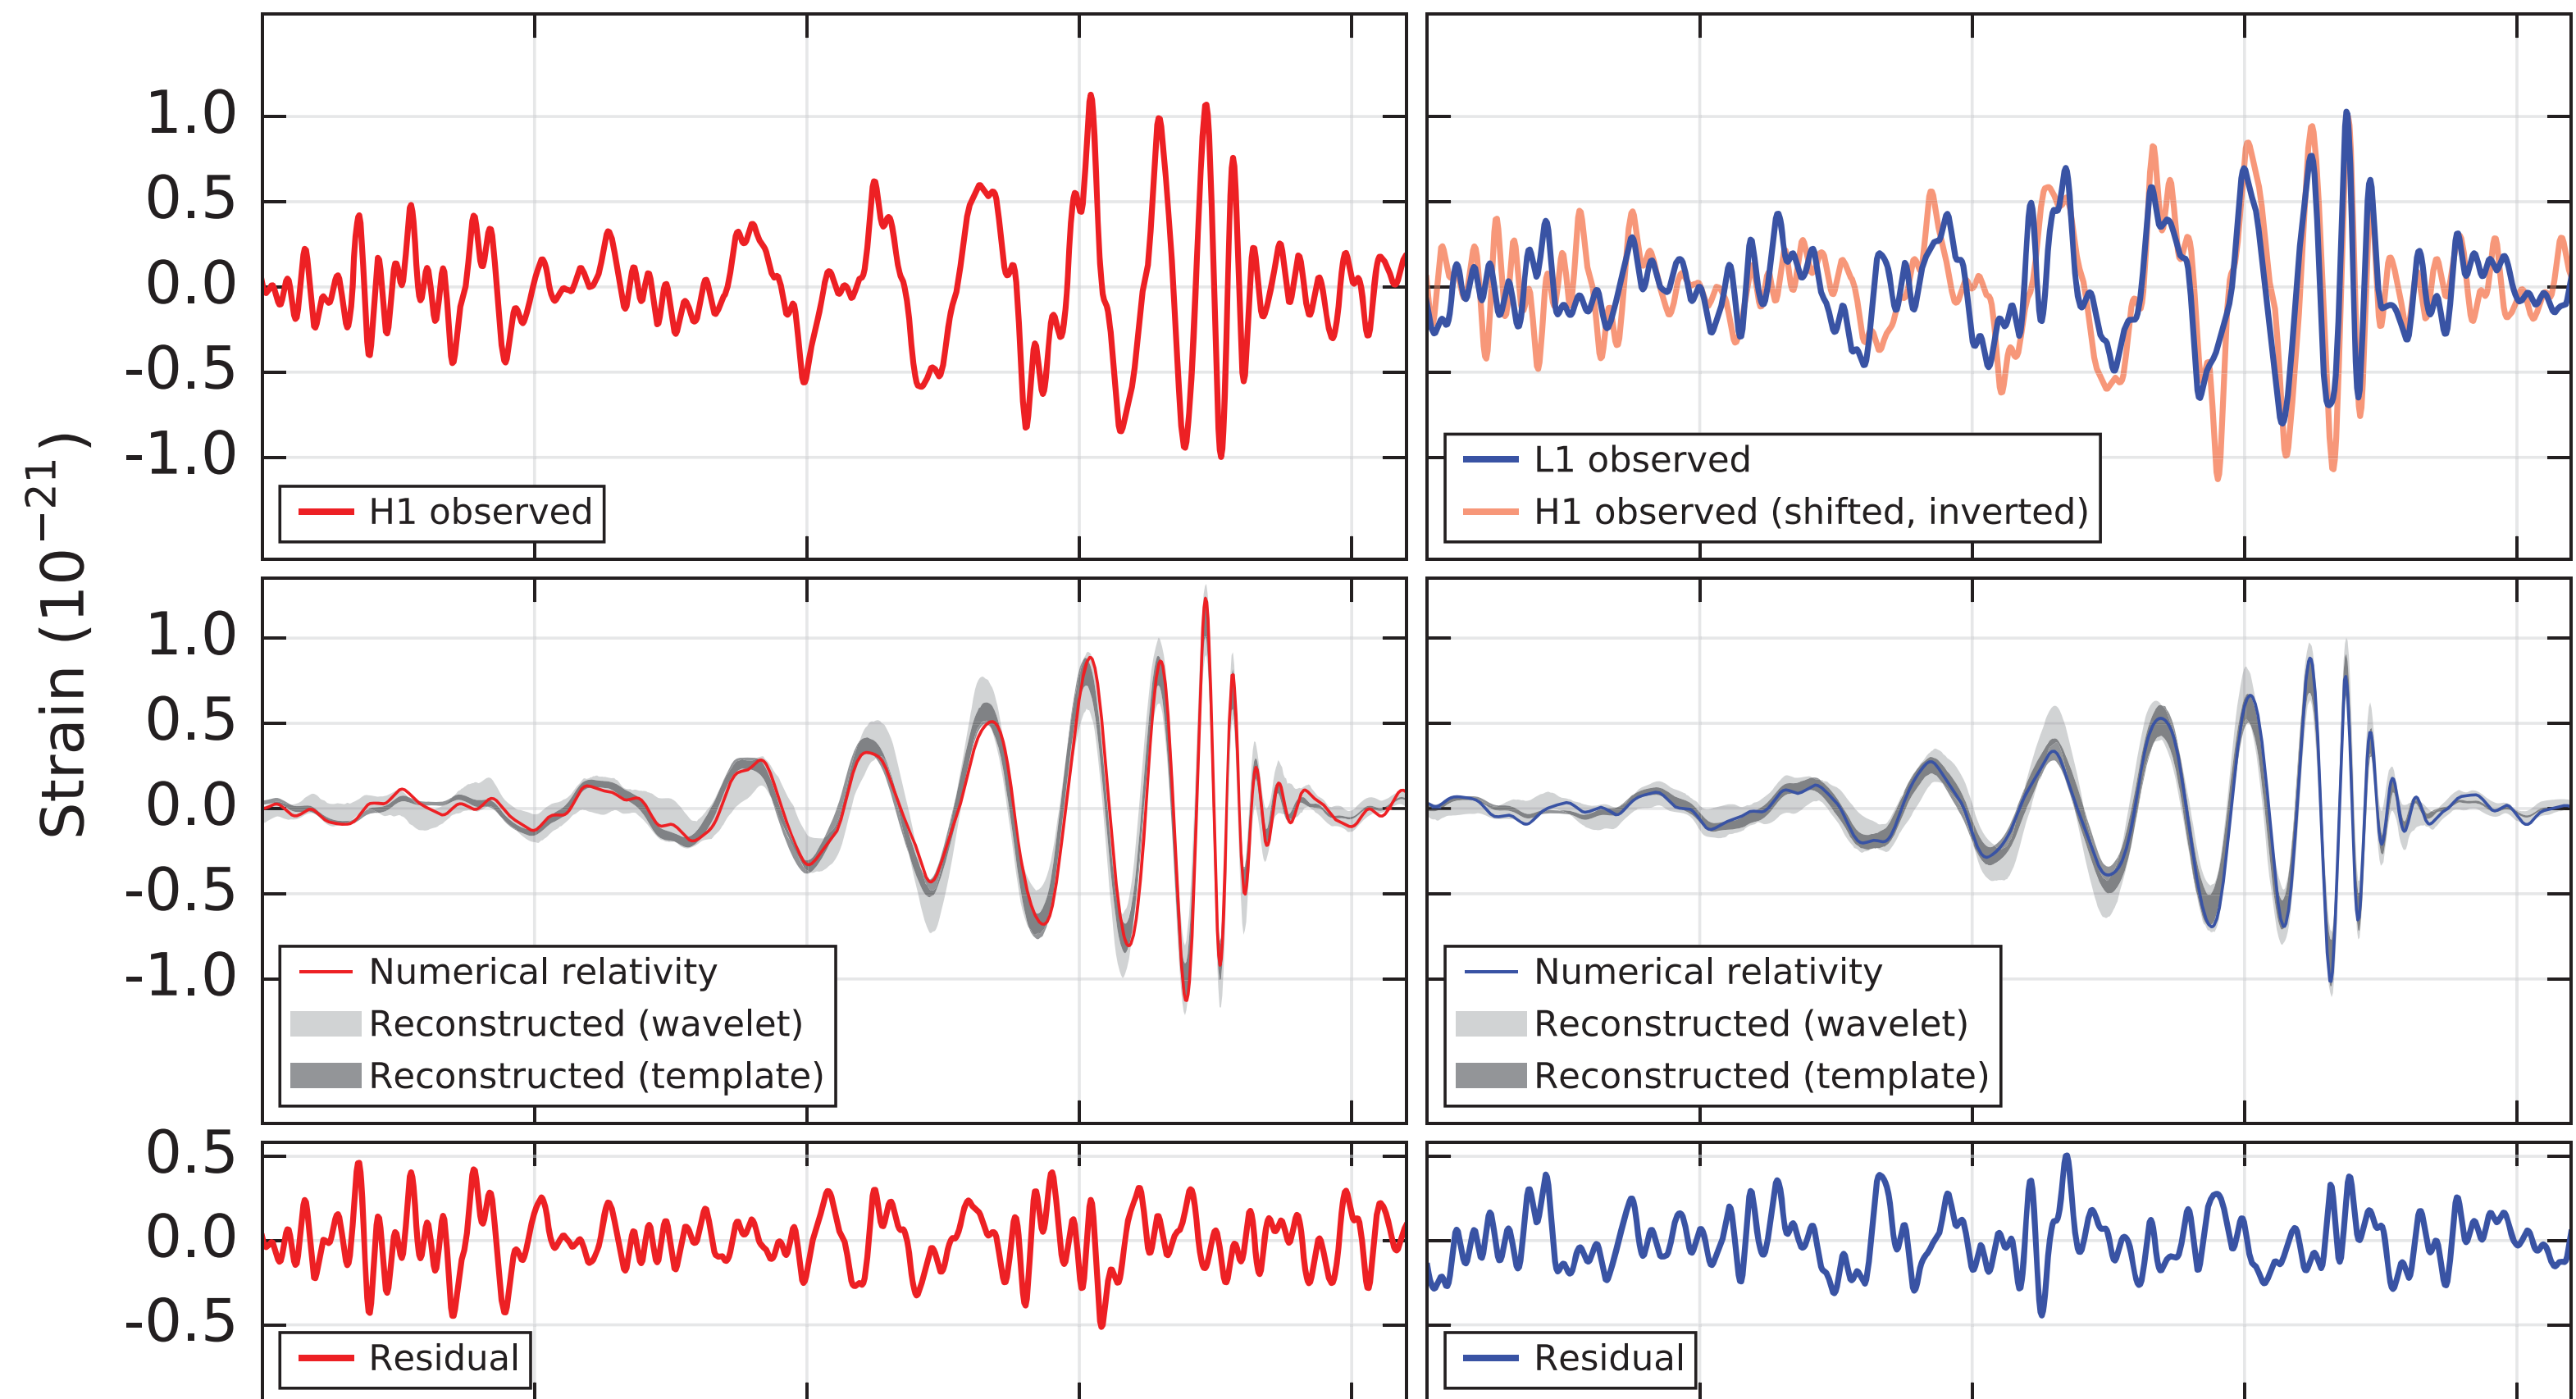 Strain (10⁻²¹)
1.0
0.5
0.0
-0.5
-1.0
H1 observed
L1 observed
H1 observed (shifted, inverted)
1.0
0.5
0.0
-0.5
-1.0
Numerical relativity
Reconstructed (wavelet)
Reconstructed (template)
Numerical relativity
Reconstructed (wavelet)
Reconstructed (template)
0.5
0.0
-0.5
Residual
Residual